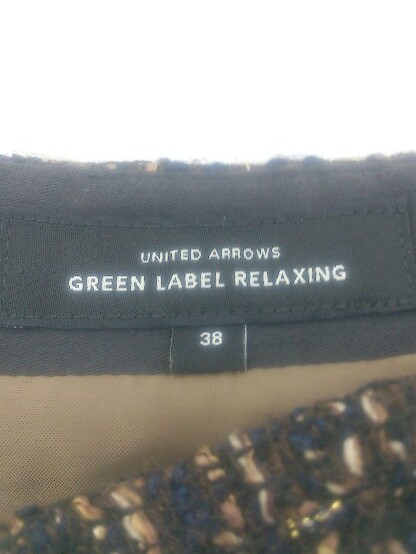 UNITED ARROWS
GREEN LABEL RELAXING
38